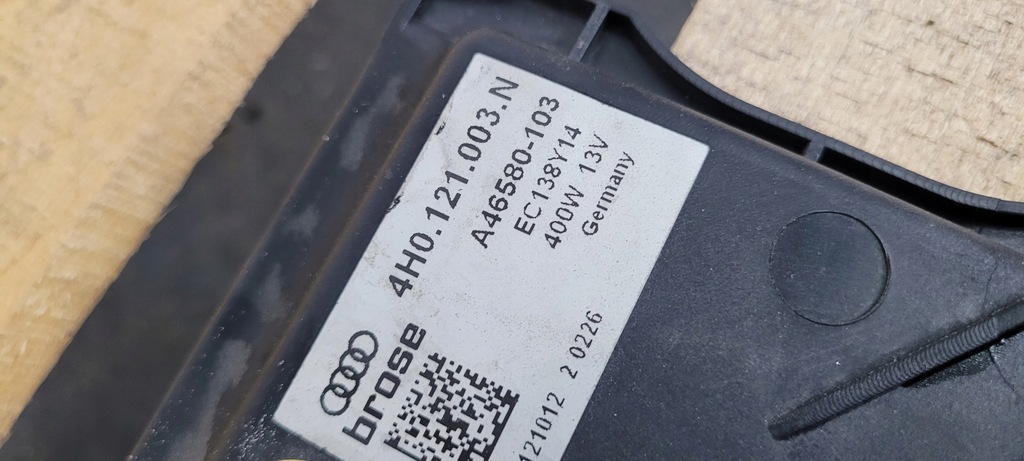 4H0.121.003.N
A46580-103
EC138Y14
400W 13V
Germany
brose
121012 2 0226